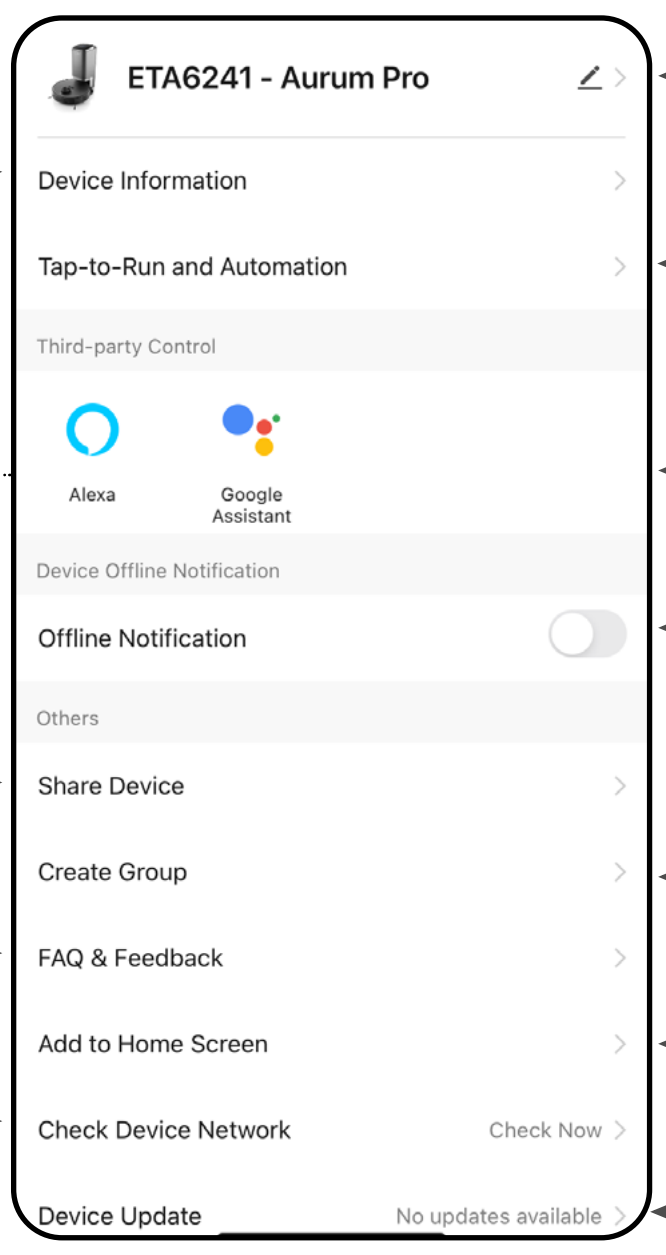 ETA6241 - Aurum Pro
Device Information
Tap-to-Run and Automation
Third-party Control
Alexa
Google
Assistant
Device Offline Notification
Offline Notification
Others
Share Device
Create Group
FAQ & Feedback
Add to Home Screen
Check Device Network Check Now
Device Update No updates available